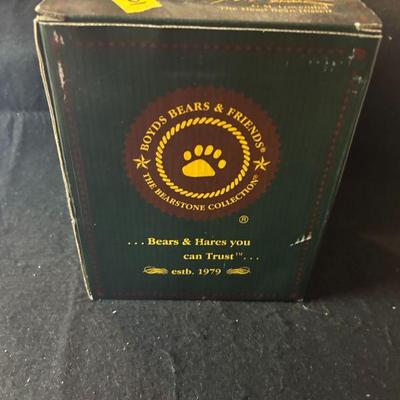 BOYDS BEARS & FRIENDS®
THE BEARSTONE COLLECTION®
®
. . . Bears & Hares you
can Trust™. . .
estb. 1979